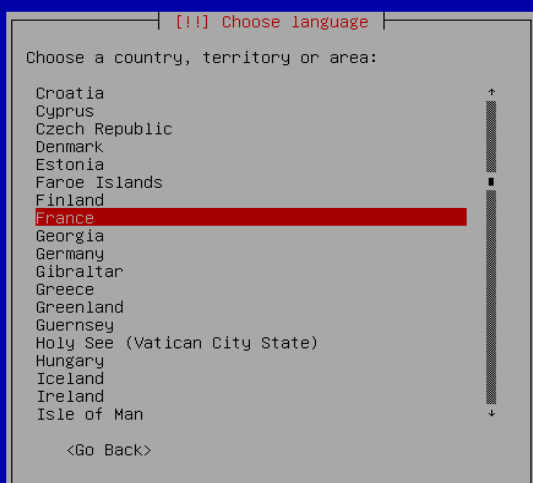 [!!] Choose language
Choose a country, territory or area:
Croatia
Cyprus
Czech Republic
Denmark
Estonia
Faroe Islands
Finland
France
Georgia
Germany
Gibraltar
Greece
Greenland
Guernsey
Holy See (Vatican City State)
Hungary
Iceland
Ireland
Isle of Man
<Go Back>